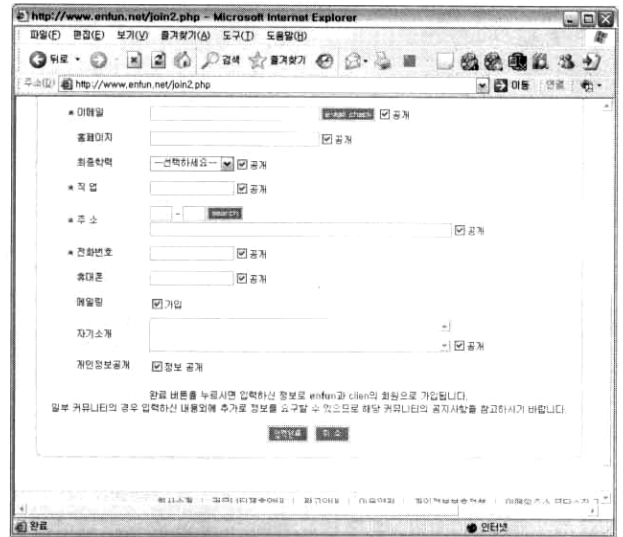 http://www.enfun.net/join2.php - Microsoft Internet Explorer
파일(F) 편집(E) 보기(V) 즐겨찾기(A) 도구(T) 도움말(H)
뒤로 검색 즐겨찾기
주소(D) http://www.enfun.net/join2.php 이동 연결
* 이메일 e-mail check 공개
홈페이지 공개
최종학력 --선택하세요-- 공개
* 직 업 공개
* 주 소 - search
공개
* 전화번호 공개
휴대폰 공개
메일링 가입
자기소개 공개
개인정보공개 정보 공개
완료 버튼를 누르시면 입력하신 정보로 enfun과 clien의 회원으로 가입됩니다.
일부 커뮤니티의 경우 입력하신 내용외에 추가로 정보를 요구할 수 있으므로 해당 커뮤니티의 공지사항을 참고하시기 바랍니다.
입력완료 취 소
완료 인터넷